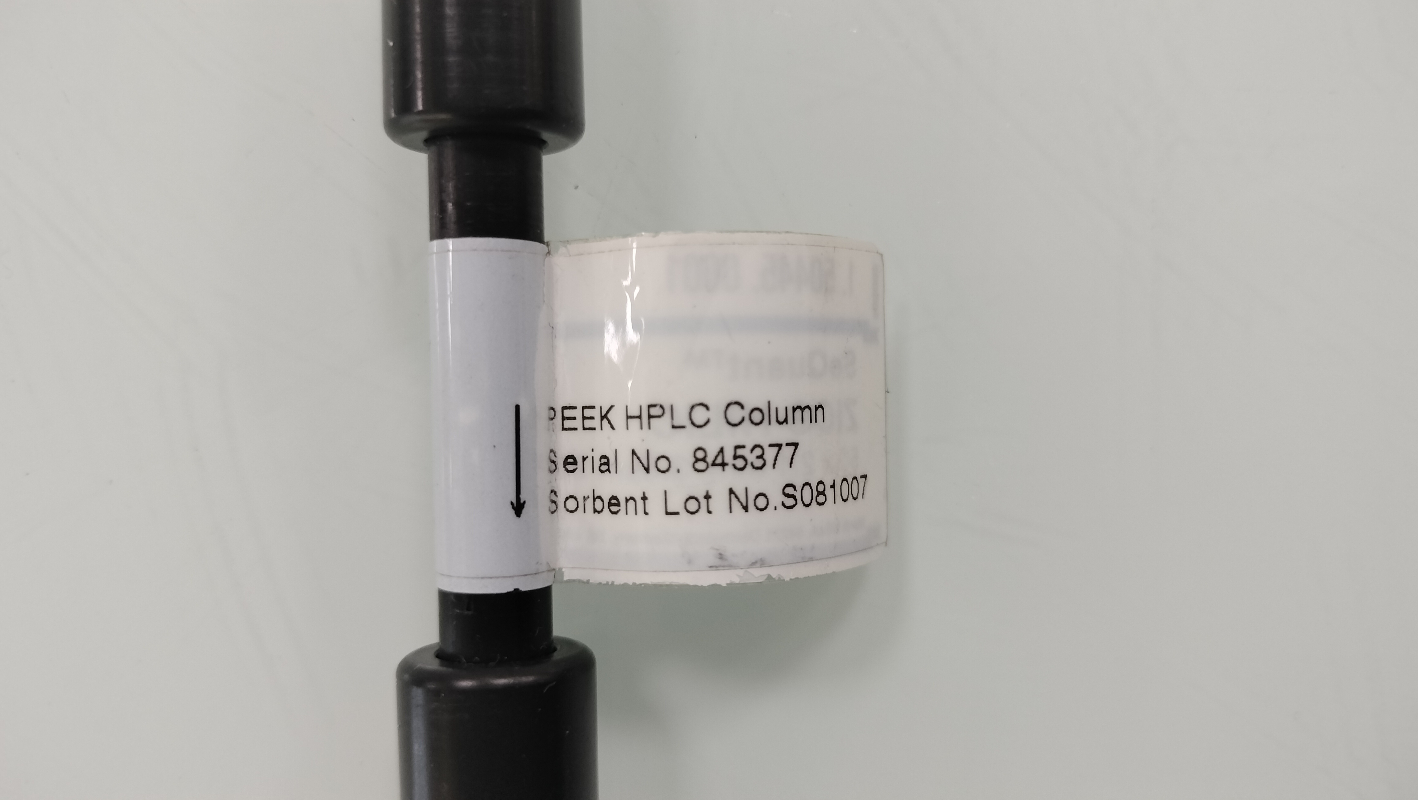 PEEK HPLC Column
Serial No. 845377
Sorbent Lot No.S081007